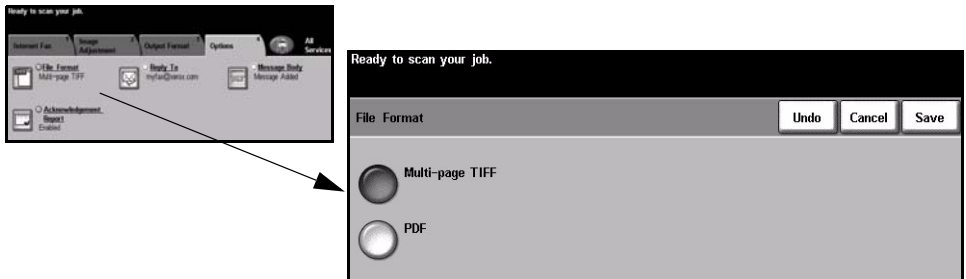 Ready to scan your job.
Internet Fax
Image Adjustment
Output Format
Options
All Services
File Format
Multi-page TIFF
Reply To
myfax@xerox.com
Message Body
Message Added
Acknowledgement
Report
Enabled
Ready to scan your job.
File Format
Undo
Cancel
Save
Multi-page TIFF
PDF